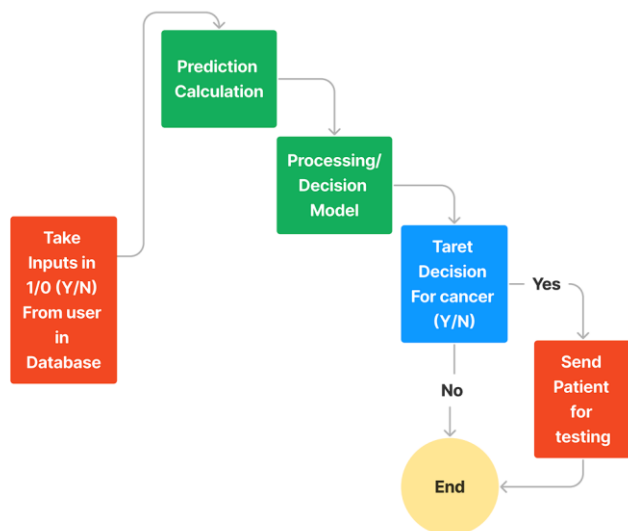 Prediction
Calculation
Processing/
Decision
Model
Take
Inputs in
1/0 (Y/N)
From user
in
Database
Taret
Decision
For cancer
(Y/N)
Yes
No
Send
Patient
for
testing
End